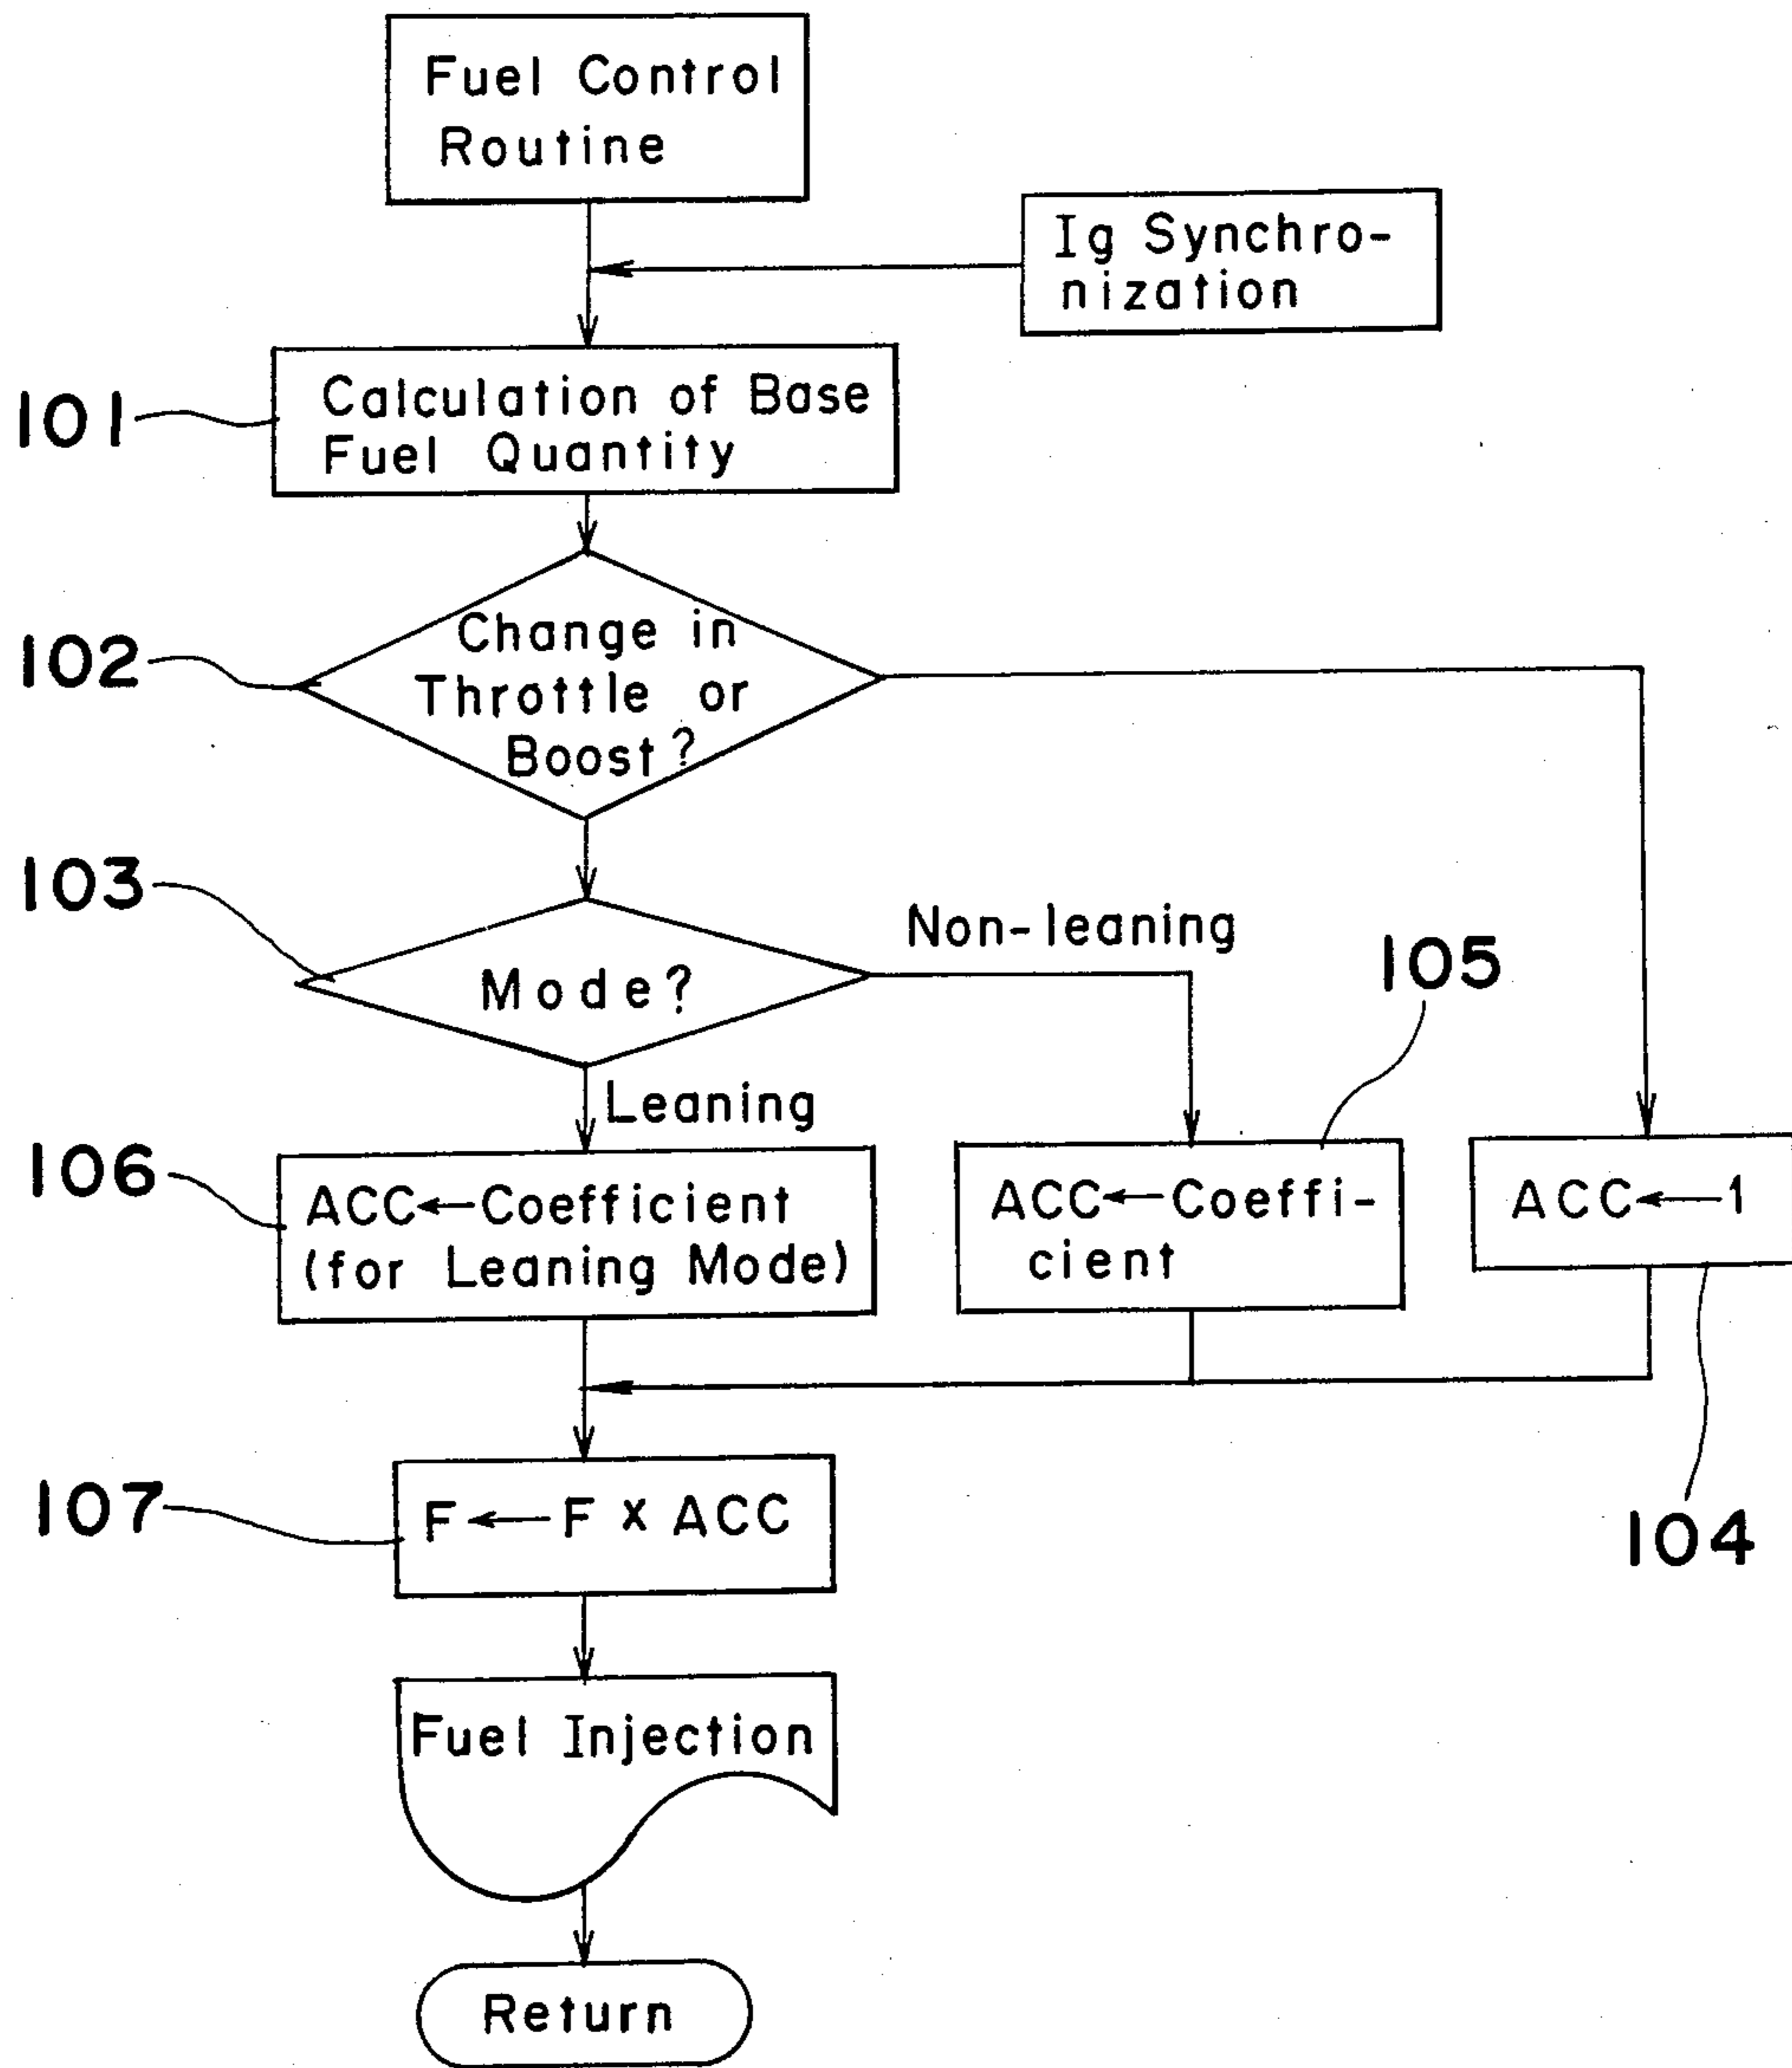 Fuel Control
Routine
Ig Synchro-
nization
101
Calculation of Base
Fuel Quantity
102
Change in
Throttle or
Boost?
103
Mode?
Non-leaning
105
Leaning
106
ACC←Coefficient
(for Leaning Mode)
ACC←Coeffi-
cient
ACC←1
107
F←F x ACC
104
Fuel Injection
Return